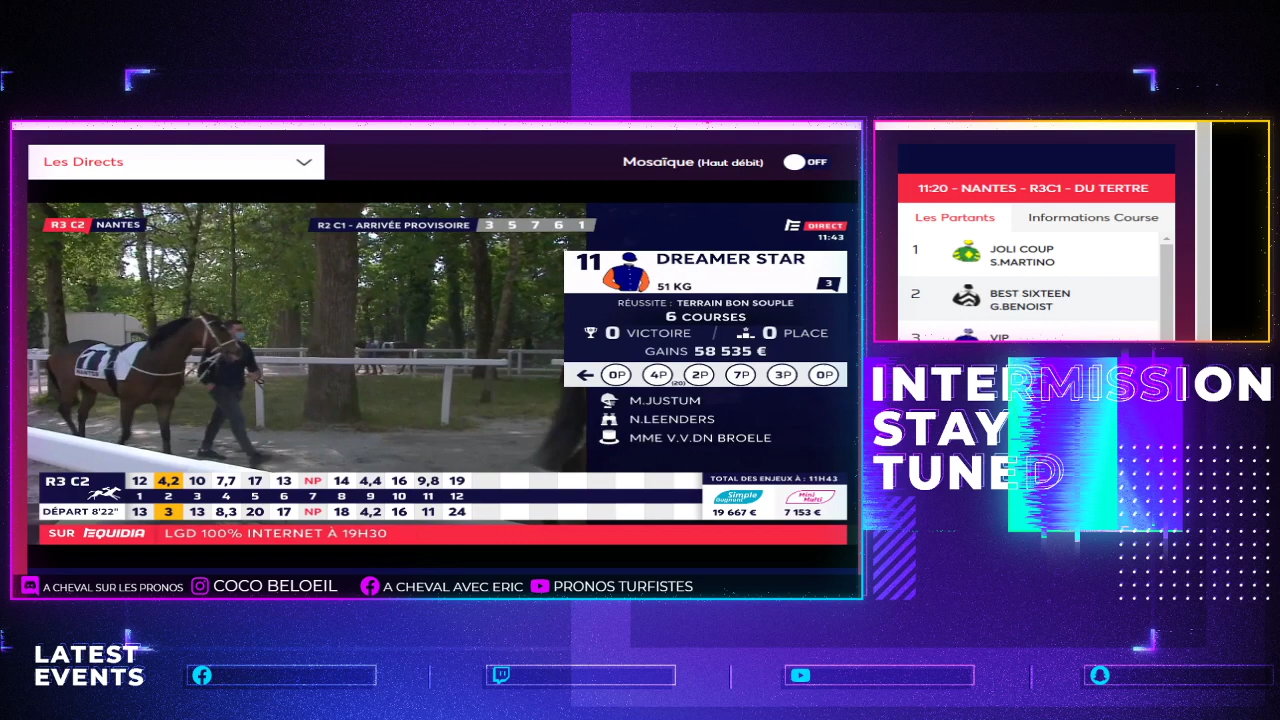 Les Directs
Mosaïque (Haut débit)
OFF
R3 C2 NANTES
R2 C1 - ARRIVÉE PROVISOIRE 3 5 7 6 1
DIRECT
11:43
11
DREAMER STAR
51 KG
3
RÉUSSITE : TERRAIN BON SOUPLE
6 COURSES
0 VICTOIRE / 0 PLACE
GAINS 58 535 €
0P 4P 2P 7P 3P 0P
(20)
M.JUSTUM
N.LEENDERS
MME V.V.DN BROELE
R3 C2 12 4,2 10 7,7 17 13 NP 14 4,4 16 9,8 19
1 2 3 4 5 6 7 8 9 10 11 12
DÉPART 8'22" 13 3 13 8,3 20 17 NP 18 4,2 16 11 24
TOTAL DES ENJEUX À : 11H43
Simple Gagnant
Mini Multi
19 667 € 7 153 €
SUR EQUIDIA LGD 100% INTERNET À 19H30
A CHEVAL SUR LES PRONOS COCO BELOEIL A CHEVAL AVEC ERIC PRONOS TURFISTES
11:20 - NANTES - R3C1 - DU TERTRE
Les Partants Informations Course
1 JOLI COUP
S.MARTINO
2 BEST SIXTEEN
G.BENOIST
3 VIP
INTERMISSION
STAY
TUNED
LATEST
EVENTS